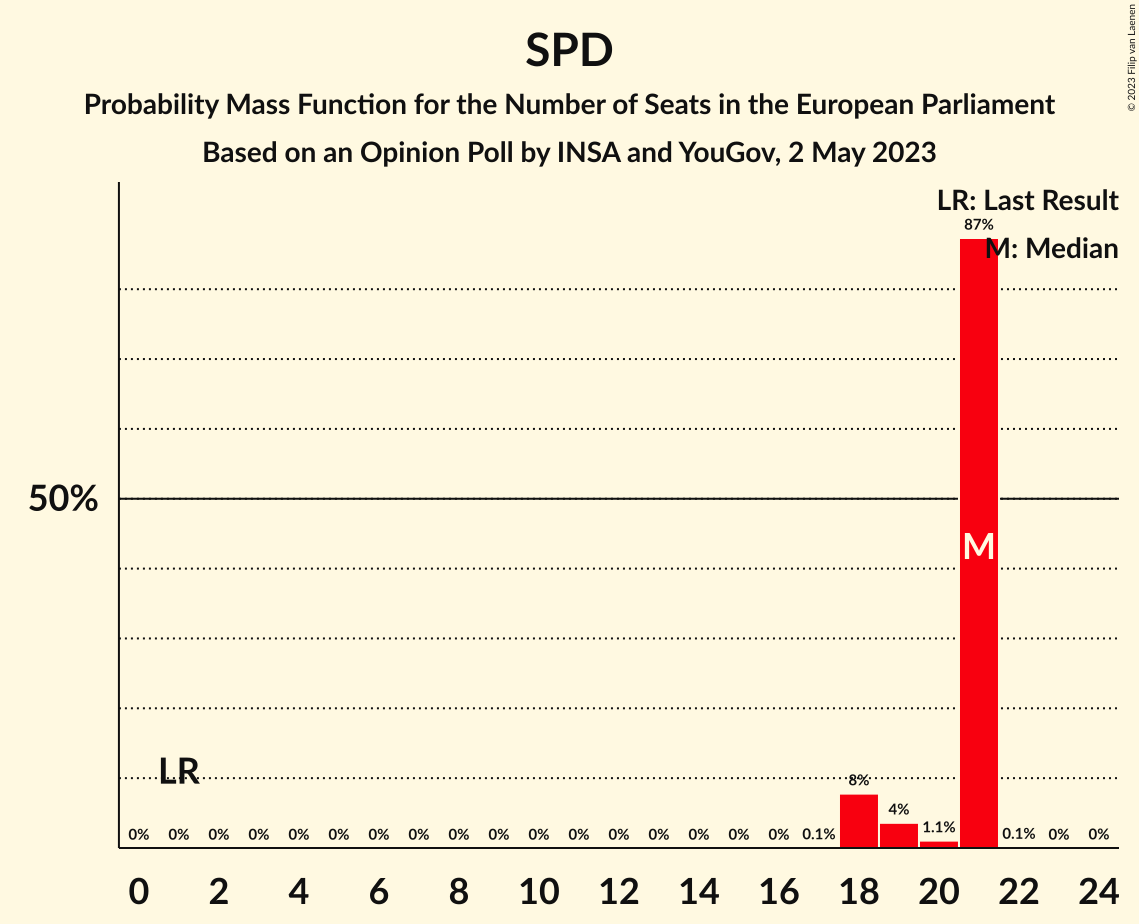 SPD
Probability Mass Function for the Number of Seats in the European Parliament
Based on an Opinion Poll by INSA and YouGov, 2 May 2023
© 2023 Filip van Laenen
LR: Last Result
M: Median
87%
50%
M
LR
0% 0% 0% 0% 0% 0% 0% 0% 0% 0% 0% 0% 0% 0% 0% 0% 0% 0.1% 8% 4% 1.1% 0.1% 0% 0%
0 2 4 6 8 10 12 14 16 18 20 22 24